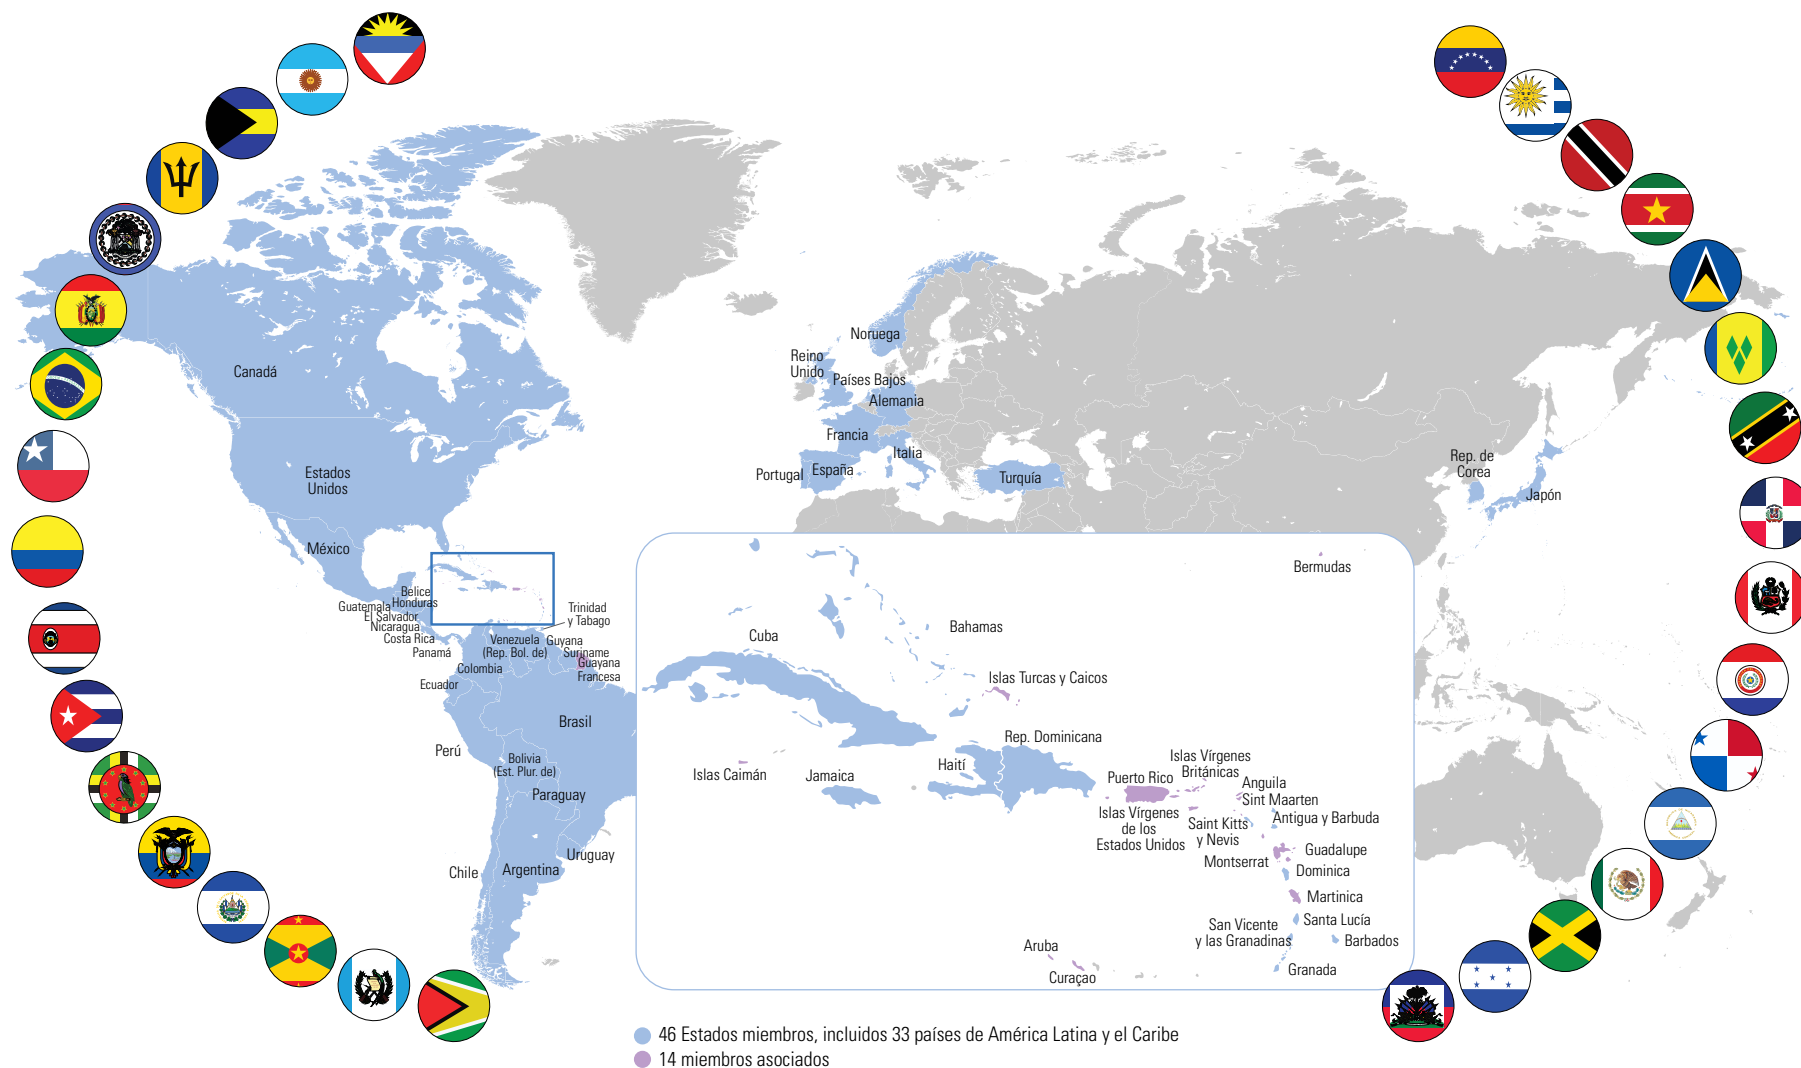 Canadá
Estados
Unidos
México
Belice
Guatemala
Honduras
El Salvador
Nicaragua
Costa Rica
Panamá
Trinidad
y Tabago
Venezuela
(Rep. Bol. de)
Guyana
Suriname
Guayana
Francesa
Colombia
Ecuador
Brasil
Perú
Bolivia
(Est. Plur. de)
Paraguay
Uruguay
Chile
Argentina
Noruega
Reino
Unido
Países Bajos
Alemania
Francia
Italia
Portugal
España
Turquía
Rep. de
Corea
Japón
Bermudas
Bahamas
Cuba
Islas Turcas y Caicos
Rep. Dominicana
Haití
Islas Caimán
Jamaica
Islas Vírgenes
Británicas
Puerto Rico
Anguila
Sint Maarten
Islas Vírgenes
de los
Estados Unidos
Saint Kitts
y Nevis
Antigua y Barbuda
Montserrat
Guadalupe
Dominica
Martinica
Santa Lucía
San Vicente
y las Granadinas
Barbados
Granada
Aruba
Curaçao
46 Estados miembros, incluidos 33 países de América Latina y el Caribe
14 miembros asociados